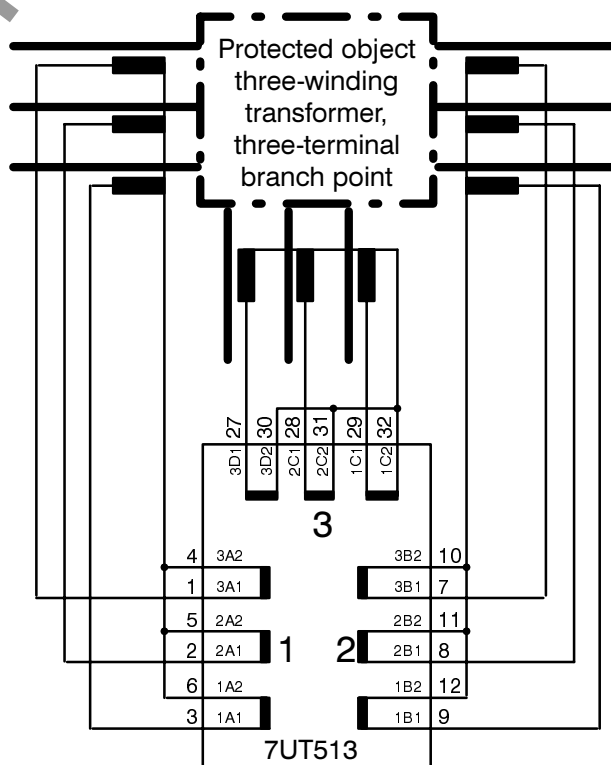 Protected object
three-winding
transformer,
three-terminal
branch point
27 30 28 31 29 32
3D1 3D2 2C1 2C2 1C1 1C2
3
4 3A2 3B2 10
1 3A1 3B1 7
5 2A2 2B2 11
1 2
2 2A1 2B1 8
6 1A2 1B2 12
3 1A1 1B1 9
7UT513